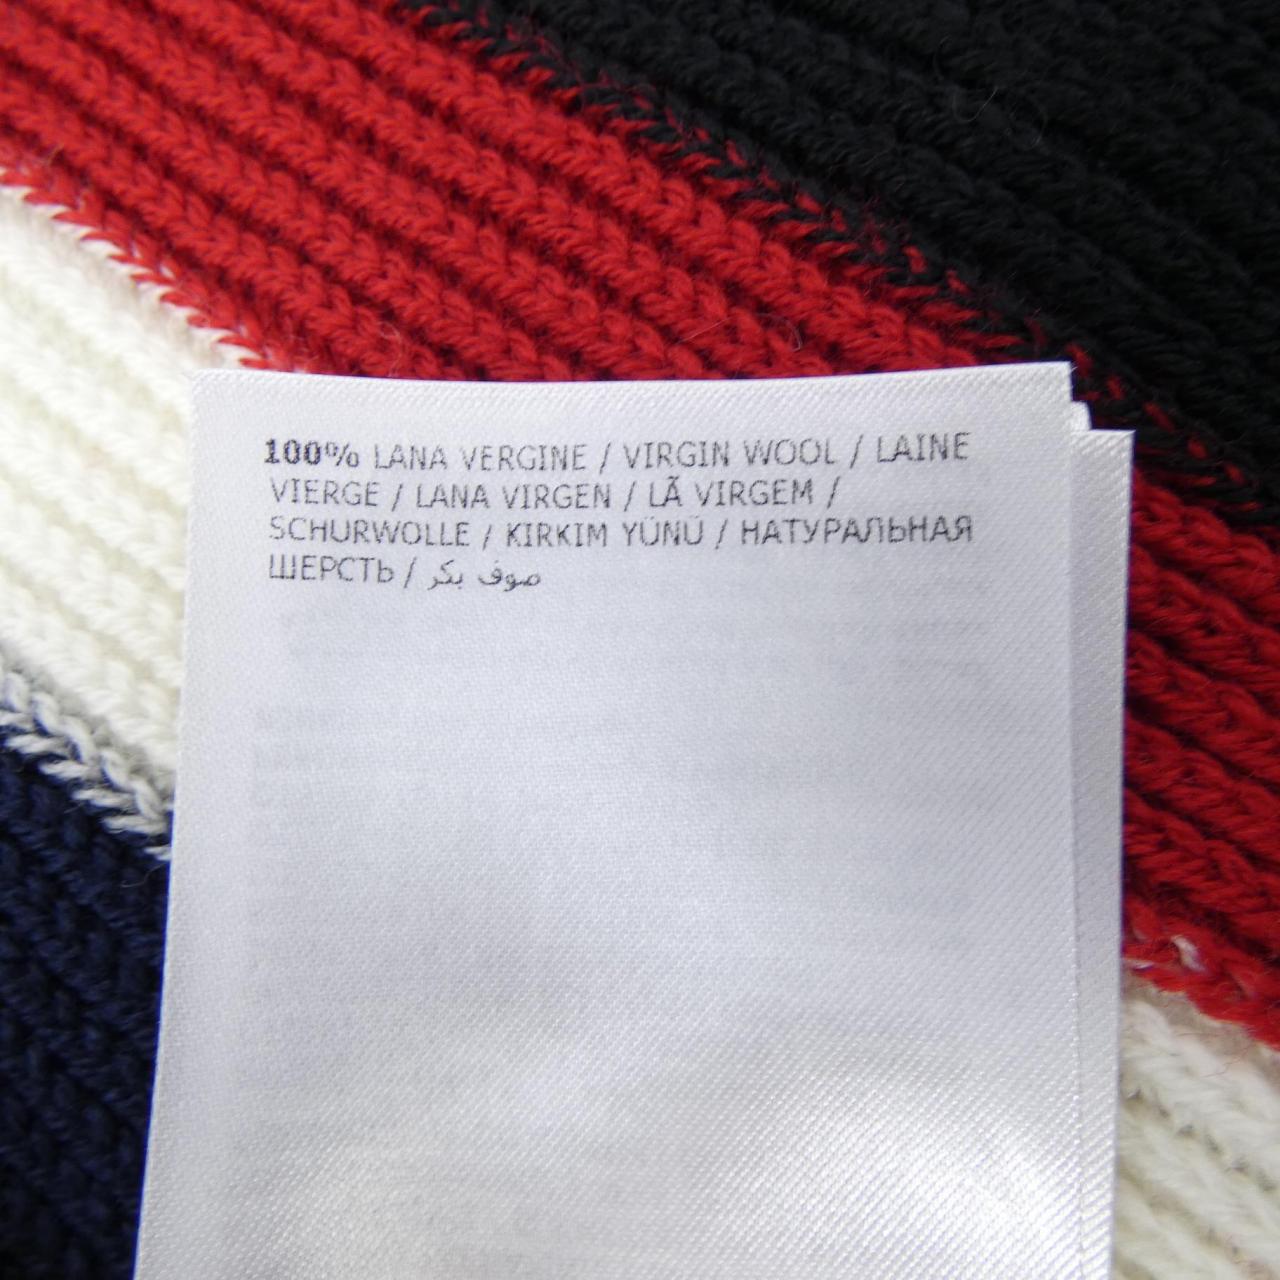 100% LANA VERGINE / VIRGIN WOOL / LAINE
VIERGE / LANA VIRGEN / LÃ VIRGEM /
SCHURWOLLE / KIRKIM YÜNÜ / НАТУРАЛЬНАЯ
ШЕРСТЬ / صوف بكر